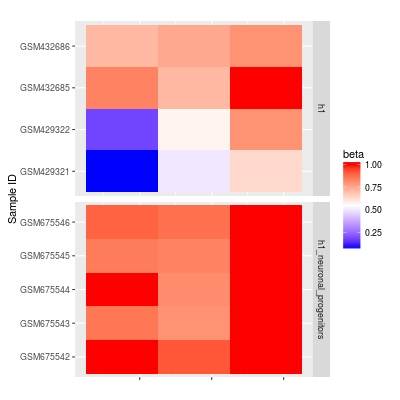 GSM432686
GSM432685
GSM429322
GSM429321
h1
GSM675546
GSM675545
GSM675544
GSM675543
GSM675542
h1_neuronal_progenitors
Sample ID
beta
1.00
0.75
0.50
0.25